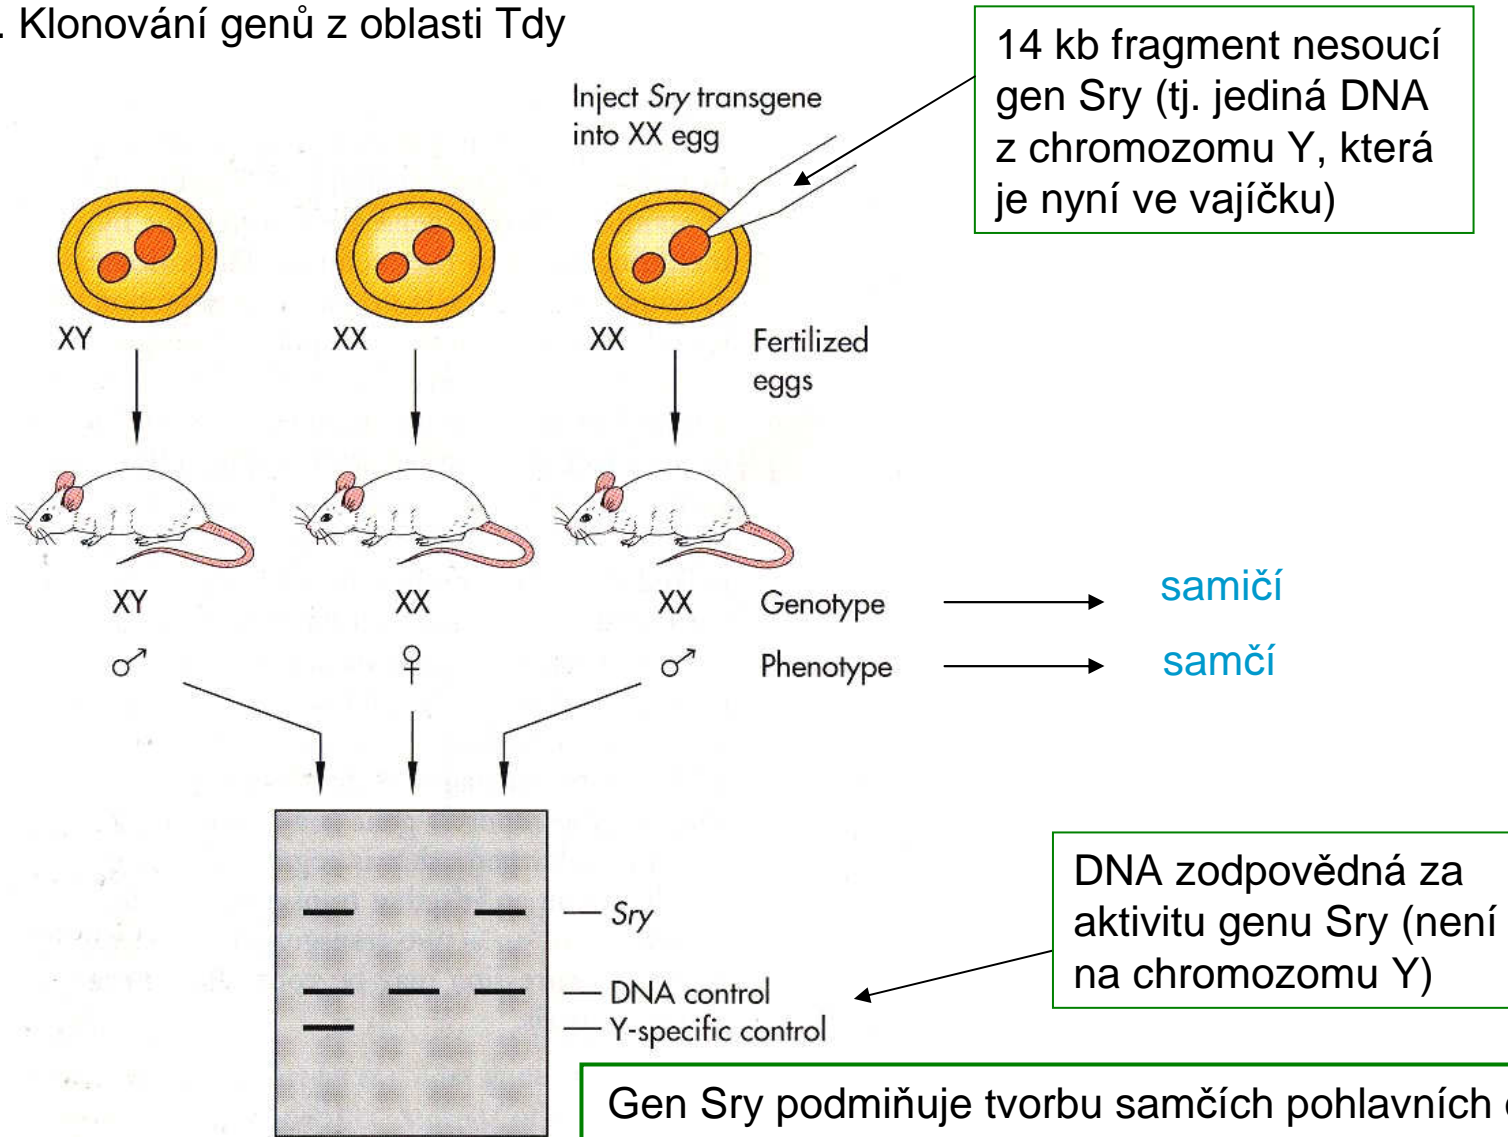 . Klonování genů z oblasti Tdy
14 kb fragment nesoucí
gen Sry (tj. jediná DNA
z chromozomu Y, která
je nyní ve vajíčku)
Inject Sry transgene
into XX egg
XY
XX
XX
Fertilized
eggs
XY
XX
XX
Genotype
samičí
♂
♀
♂
Phenotype
samčí
Sry
DNA control
Y-specific control
DNA zodpovědná za
aktivitu genu Sry (není
na chromozomu Y)
Gen Sry podmiňuje tvorbu samčích pohlavních